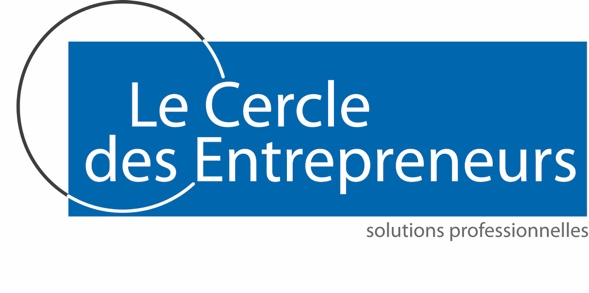 Le Cercle
des Entrepreneurs
solutions professionnelles